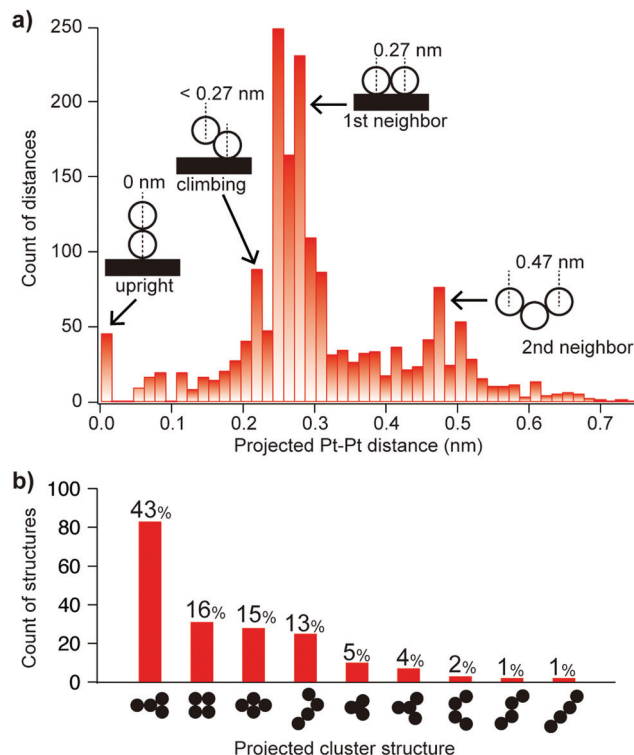 a)
250
200
150
100
50
0
Count of distances
0 nm
upright
< 0.27 nm
climbing
0.27 nm
1st neighbor
0.47 nm
2nd neighbor
0.0 0.1 0.2 0.3 0.4 0.5 0.6 0.7
Projected Pt-Pt distance (nm)
b)
100
80
60
40
20
0
Count of structures
43% 16% 15% 13% 5% 4% 2% 1% 1%
Projected cluster structure